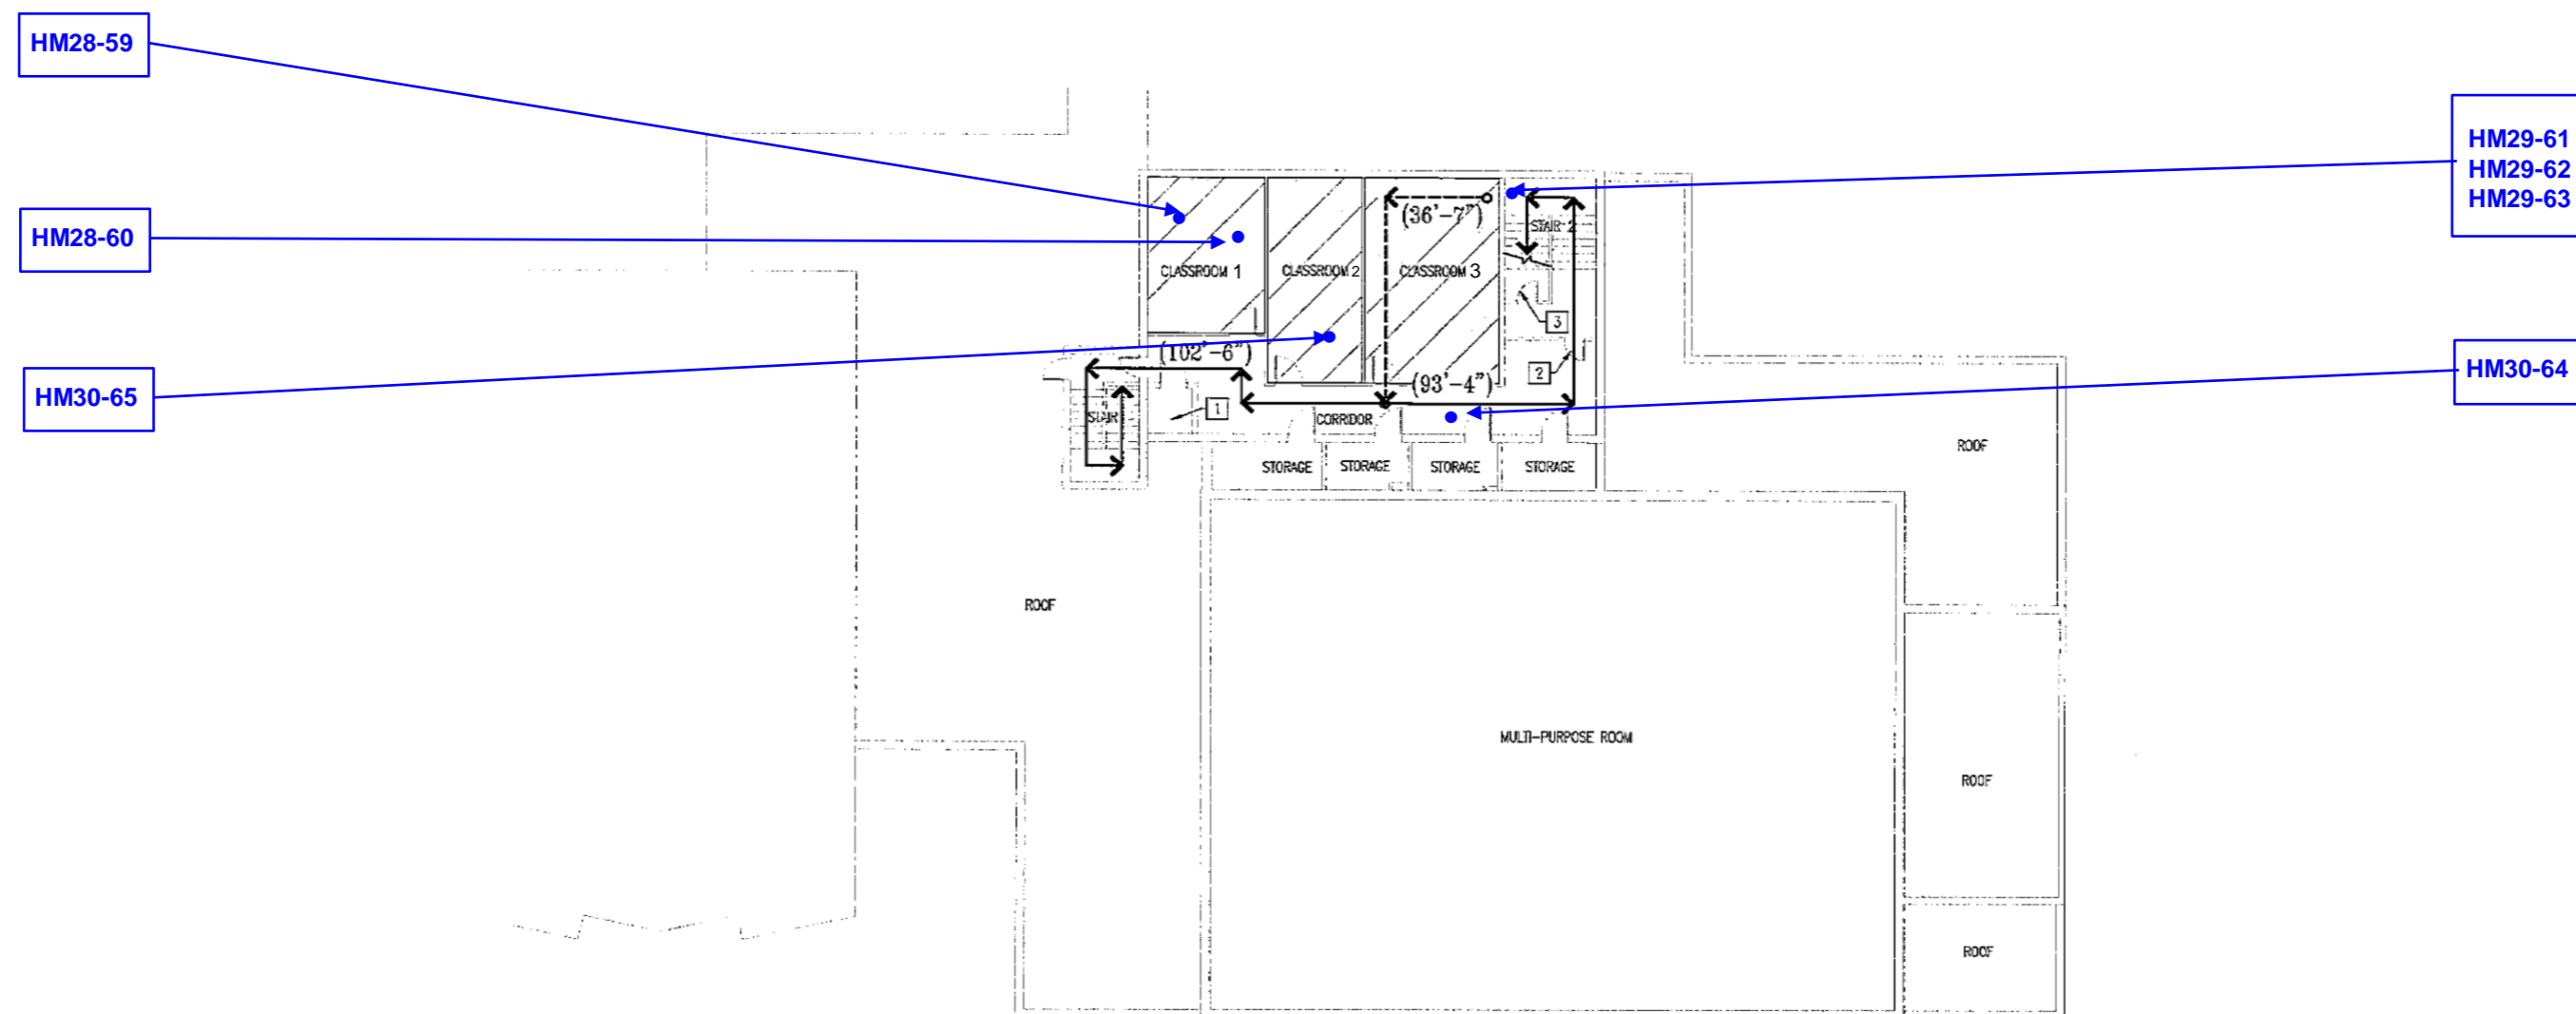 HM28-59
HM29-61
HM29-62
HM29-63
(36'-7")
STAIR 2
HM28-60
CLASSROOM 1
CLASSROOM 2
CLASSROOM 3
3
(102'-6")
HM30-64
2
(93'-4")
HM30-65
1
STAIR
CORRIDOR
ROOF
STORAGE
STORAGE
STORAGE
STORAGE
ROOF
MULTI-PURPOSE ROOM
ROOF
ROOF